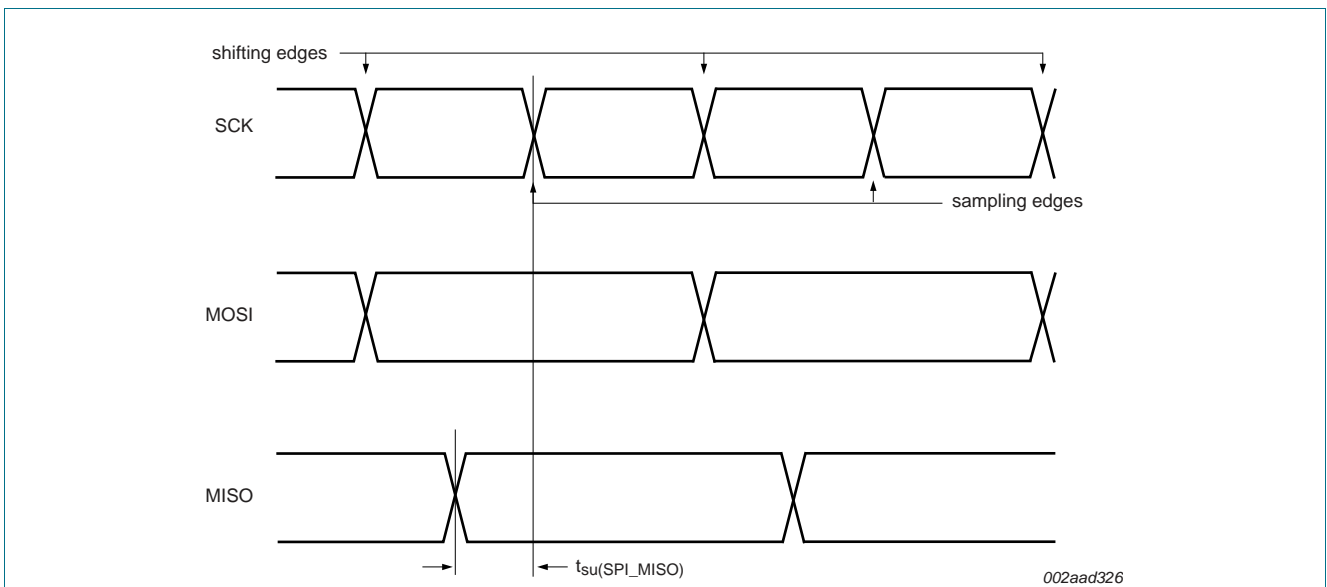 shifting edges
SCK
sampling edges
MOSI
MISO
tsu(SPI_MISO)
002aad326